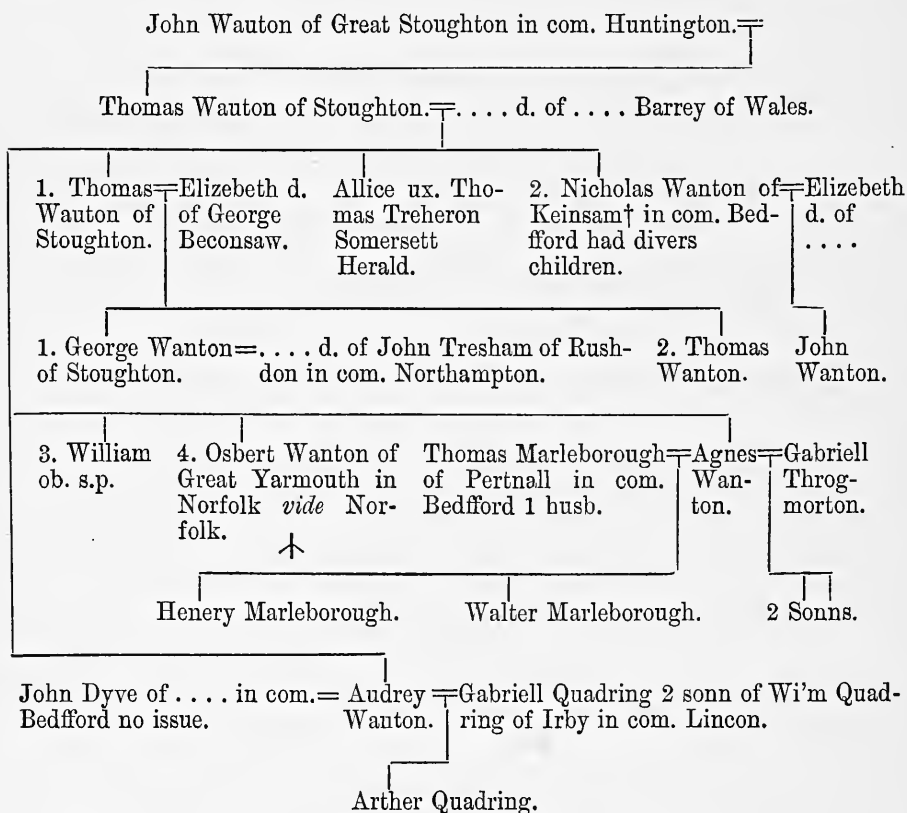 John Wauton of Great Stoughton in com. Huntington.
Thomas Wauton of Stoughton. . . . . d. of . . . . Barrey of Wales.
1. Thomas
Wauton of
Stoughton.
Elizebeth d.
of George
Beconsaw.
Allice ux. Tho-
mas Treheron
Somersett
Herald.
2. Nicholas Wanton of
Keinsam† in com. Bed-
fford had divers
children.
Elizebeth
d. of
. . . .
1. George Wanton
of Stoughton.
. . . . d. of John Tresham of Rush-
don in com. Northampton.
2. Thomas
Wanton.
John
Wanton.
3. William
ob. s.p.
4. Osbert Wanton of
Great Yarmouth in
Norfolk vide Nor-
folk.
Thomas Marleborough
of Pertnall in com.
Bedfford 1 husb.
Agnes
Wan-
ton.
Gabriell
Throg-
morton.
Henery Marleborough.
Walter Marleborough.
2 Sonns.
John Dyve of . . . . in com.
Bedfford no issue.
Audrey
Wanton.
Gabriell Quadring 2 sonn of Wi'm Quad-
ring of Irby in com. Lincon.
Arther Quadring.